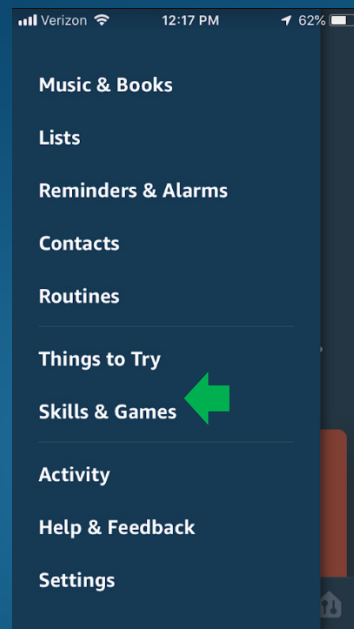 Verizon 12:17 PM 62%
Music & Books
Lists
Reminders & Alarms
Contacts
Routines
Things to Try
Skills & Games
Activity
Help & Feedback
Settings